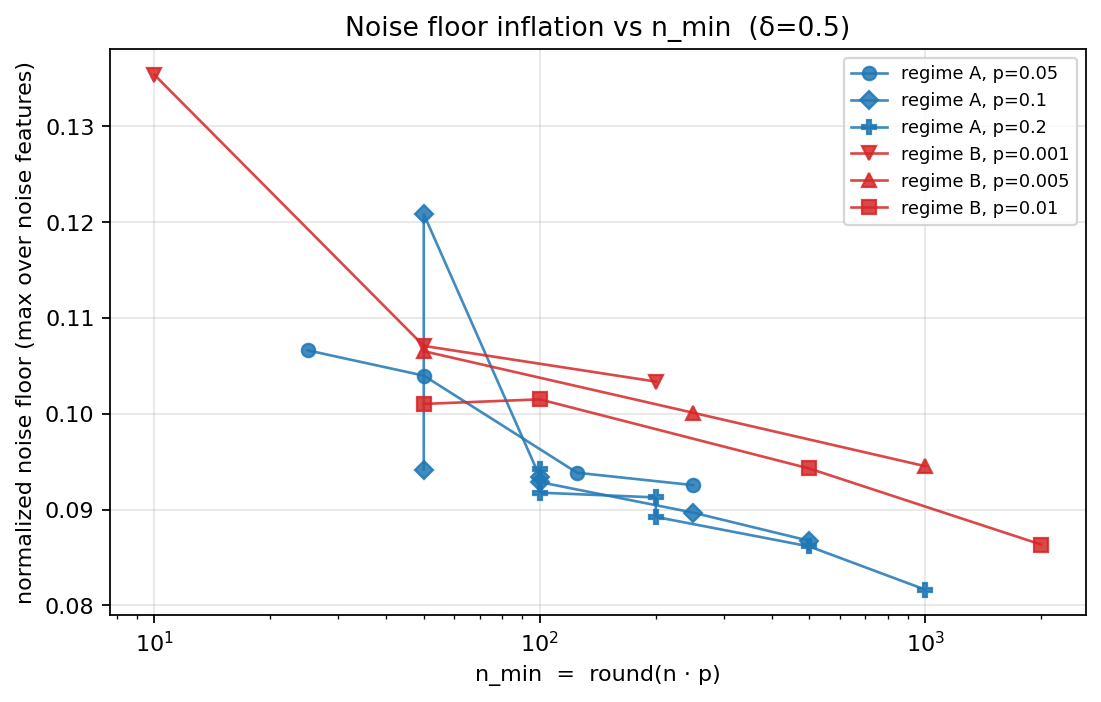 Noise floor inflation vs n_min  (δ=0.5)
normalized noise floor (max over noise features)
0.13
0.12
0.11
0.10
0.09
0.08
regime A, p=0.05
regime A, p=0.1
regime A, p=0.2
regime B, p=0.001
regime B, p=0.005
regime B, p=0.01
10¹ 10² 10³
n_min  =  round(n · p)